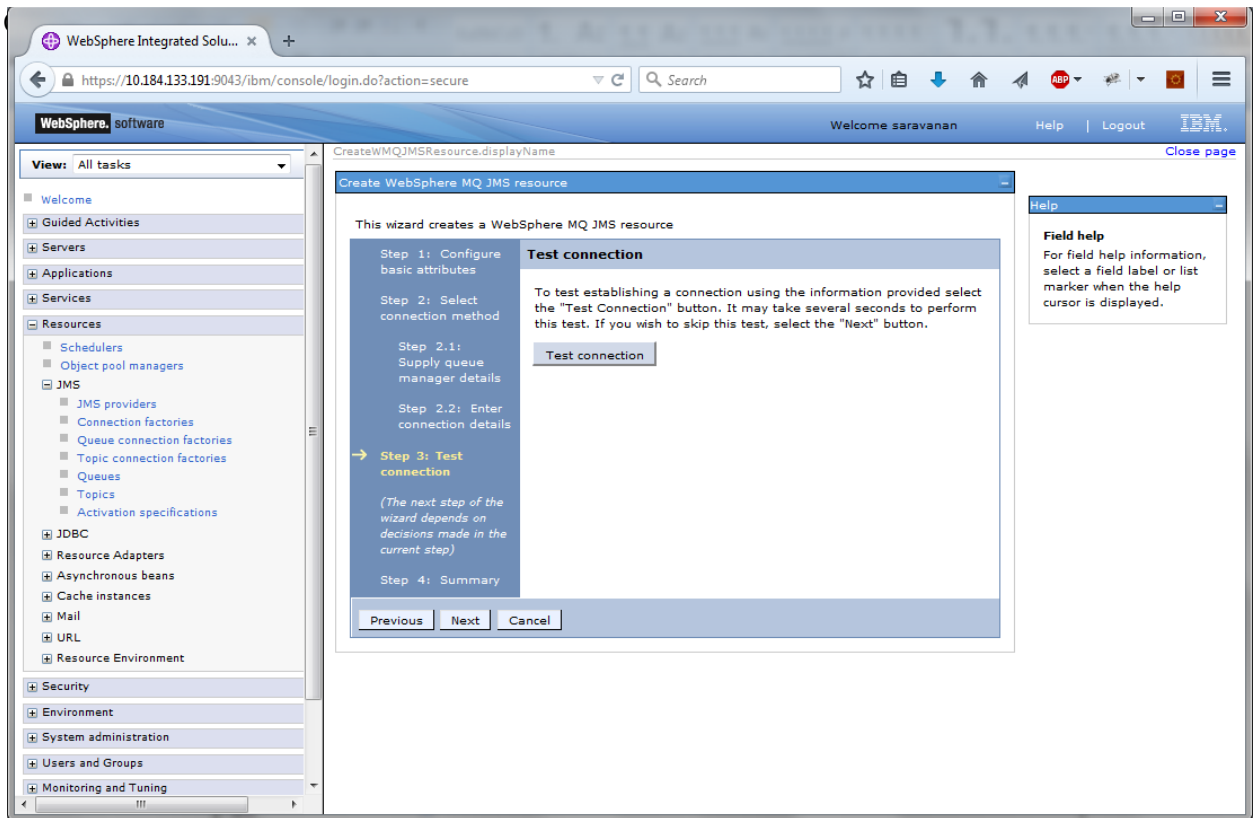 WebSphere Integrated Solu... × +
https://10.184.133.191:9043/ibm/console/login.do?action=secure
Search
ABP
WebSphere. software
Welcome saravanan
Help | Logout
IBM.
View: All tasks
Welcome
Guided Activities
Servers
Applications
Services
Resources
Schedulers
Object pool managers
JMS
JMS providers
Connection factories
Queue connection factories
Topic connection factories
Queues
Topics
Activation specifications
JDBC
Resource Adapters
Asynchronous beans
Cache instances
Mail
URL
Resource Environment
Security
Environment
System administration
Users and Groups
Monitoring and Tuning
CreateWMQJMSResource.displayName
Close page
Create WebSphere MQ JMS resource
This wizard creates a WebSphere MQ JMS resource
Step 1: Configure
basic attributes
Step 2: Select
connection method
Step 2.1:
Supply queue
manager details
Step 2.2: Enter
connection details
Step 3: Test
connection
(The next step of the
wizard depends on
decisions made in the
current step)
Step 4: Summary
Test connection
To test establishing a connection using the information provided select
the "Test Connection" button. It may take several seconds to perform
this test. If you wish to skip this test, select the "Next" button.
Test connection
Previous Next Cancel
Help
Field help
For field help information,
select a field label or list
marker when the help
cursor is displayed.